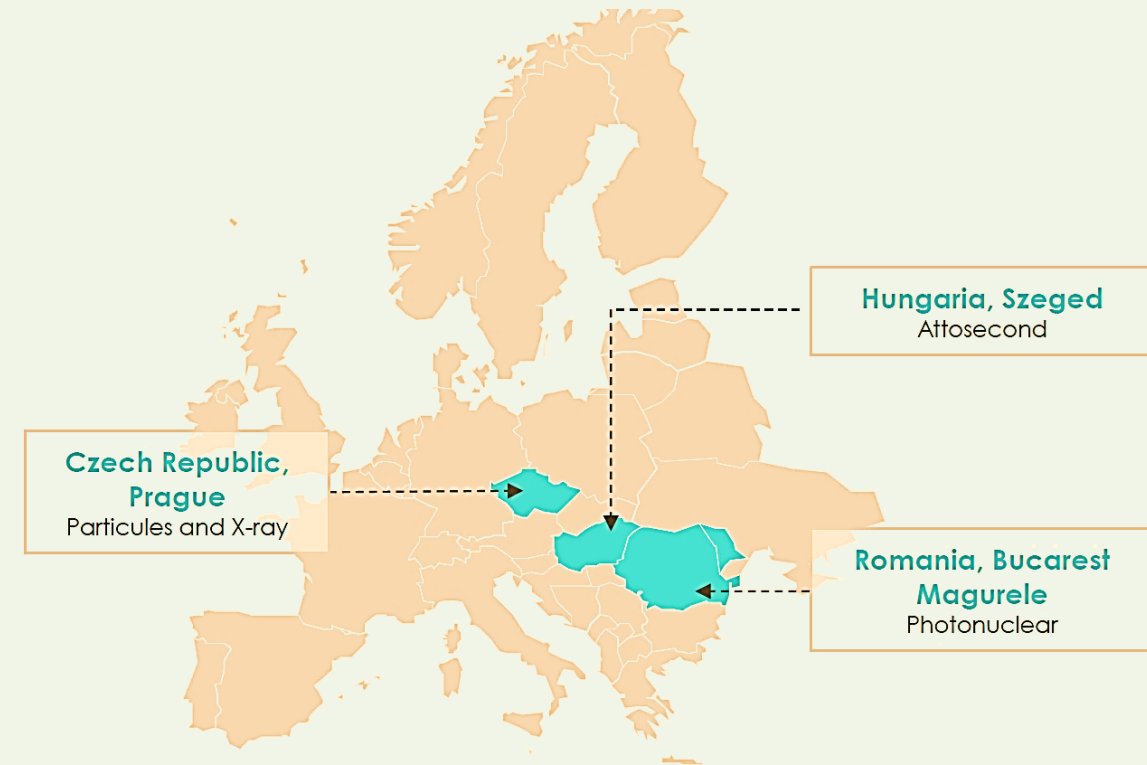 Hungaria, Szeged
Attosecond
Czech Republic,
Prague
Particules and X-ray
Romania, Bucarest
Magurele
Photonuclear